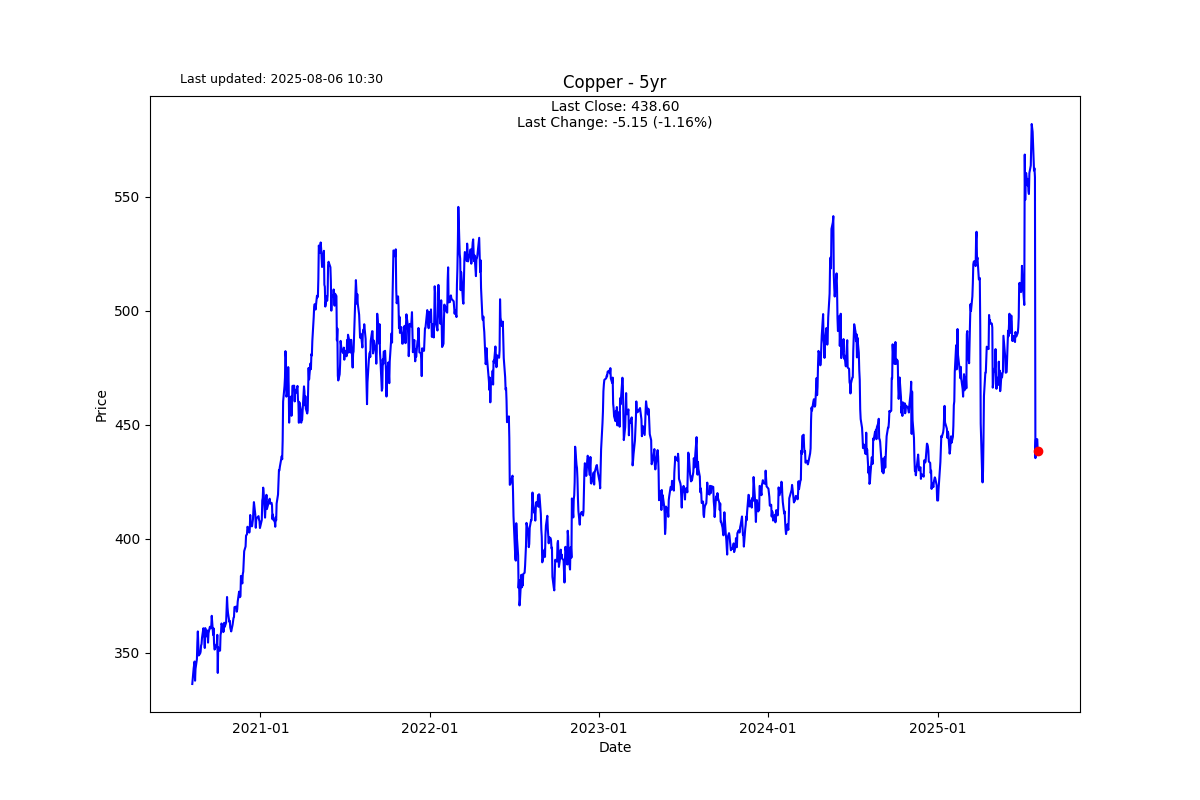 Last updated: 2025-08-06 10:30
Copper - 5yr
Last Close: 438.60
Last Change: -5.15 (-1.16%)
550
500
450
400
350
Price
2021-01
2022-01
2023-01
2024-01
2025-01
Date